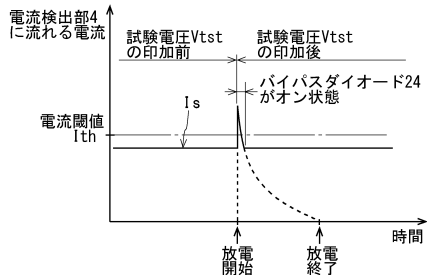 電流検出部4
に流れる電流
試験電圧Vtst
の印加前
試験電圧Vtst
の印加後
バイパスダイオード24
がオン状態
Is
電流閾値
Ith
時間
放電
開始
放電
終了